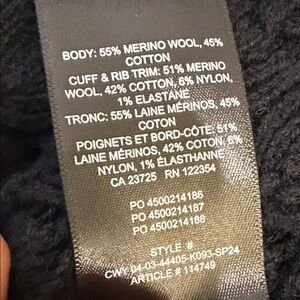 BODY: 55% MERINO WOOL, 45%
COTTON
CUFF & RIB TRIM: 51% MERINO
WOOL, 42% COTTON, 6% NYLON,
1% ELASTANE
TRONC: 55% LAINE MÉRINOS, 45%
COTON
POIGNETS ET BORD-CÔTE: 51%
LAINE MÉRINOS, 42% COTON, 6%
NYLON, 1% ÉLASTHANNE
CA 23725 RN 122354
PO 4500214186
PO 4500214187
PO 4500214188
STYLE #
CWY 04-03-44405-K093-SP24
ARTICLE # 114749